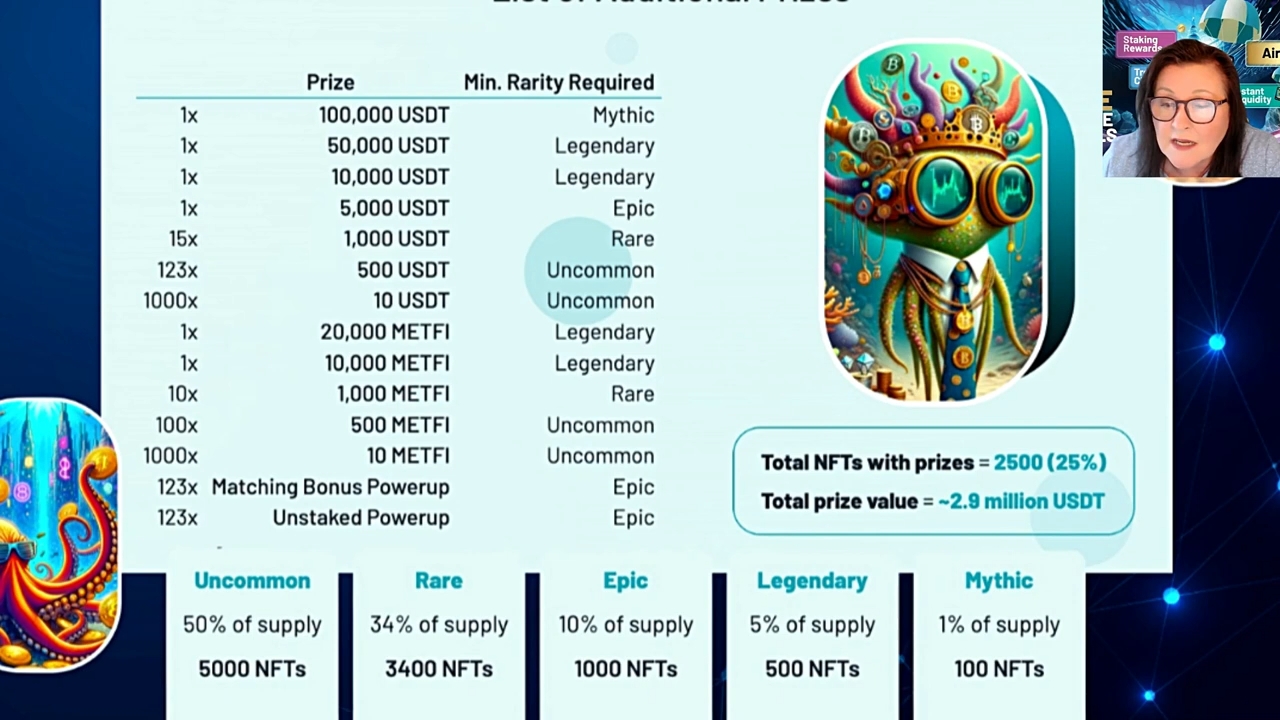 List of Additional Prizes
Prize Min. Rarity Required
1x 100,000 USDT Mythic
1x 50,000 USDT Legendary
1x 10,000 USDT Legendary
1x 5,000 USDT Epic
15x 1,000 USDT Rare
123x 500 USDT Uncommon
1000x 10 USDT Uncommon
1x 20,000 METFI Legendary
1x 10,000 METFI Legendary
10x 1,000 METFI Rare
100x 500 METFI Uncommon
1000x 10 METFI Uncommon
123x Matching Bonus Powerup Epic
123x Unstaked Powerup Epic
Total NFTs with prizes = 2500 (25%)
Total prize value = ~2.9 million USDT
Uncommon
50% of supply
5000 NFTs
Rare
34% of supply
3400 NFTs
Epic
10% of supply
1000 NFTs
Legendary
5% of supply
500 NFTs
Mythic
1% of supply
100 NFTs
Staking
Rewards